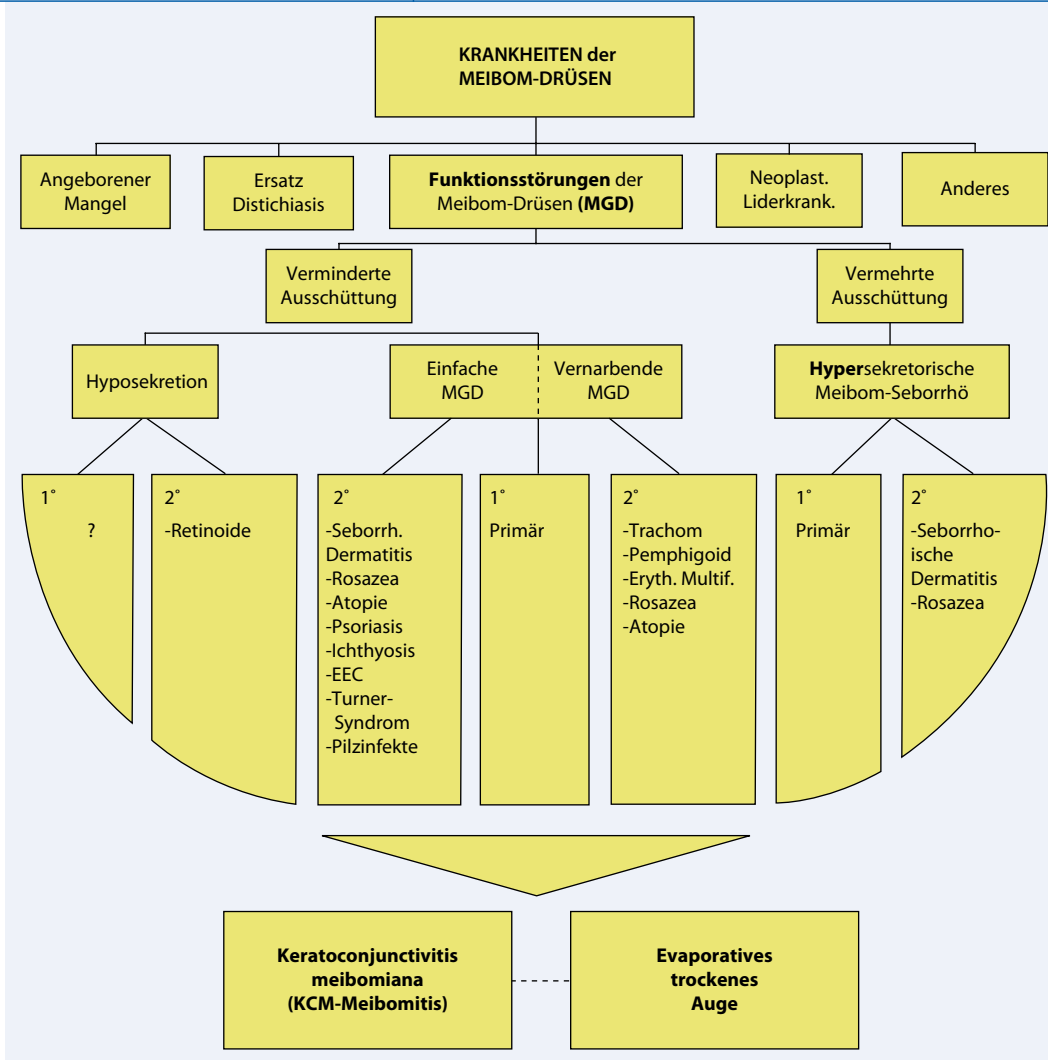 KRANKHEITEN der
MEIBOM-DRÜSEN
Angeborener
Mangel
Ersatz
Distichiasis
Funktionsstörungen der
Meibom-Drüsen (MGD)
Neoplast.
Liderkrank.
Anderes
Verminderte
Ausschüttung
Vermehrte
Ausschüttung
Hyposekretion
Einfache
MGD
Vernarbende
MGD
Hypersekretorische
Meibom-Seborrhö
1°
?
2°
-Retinoide
2°
-Seborrh.
Dermatitis
-Rosazea
-Atopie
-Psoriasis
-Ichthyosis
-EEC
-Turner-
Syndrom
-Pilzinfekte
1°
Primär
2°
-Trachom
-Pemphigoid
-Eryth. Multif.
-Rosazea
-Atopie
1°
Primär
2°
-Seborrho-
ische
Dermatitis
-Rosazea
Keratoconjunctivitis
meibomiana
(KCM-Meibomitis)
Evaporatives
trockenes
Auge